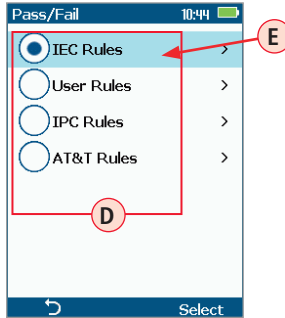 Pass/Fail 10:44
E
IEC Rules >
User Rules >
IPC Rules >
AT&T Rules >
D
Select